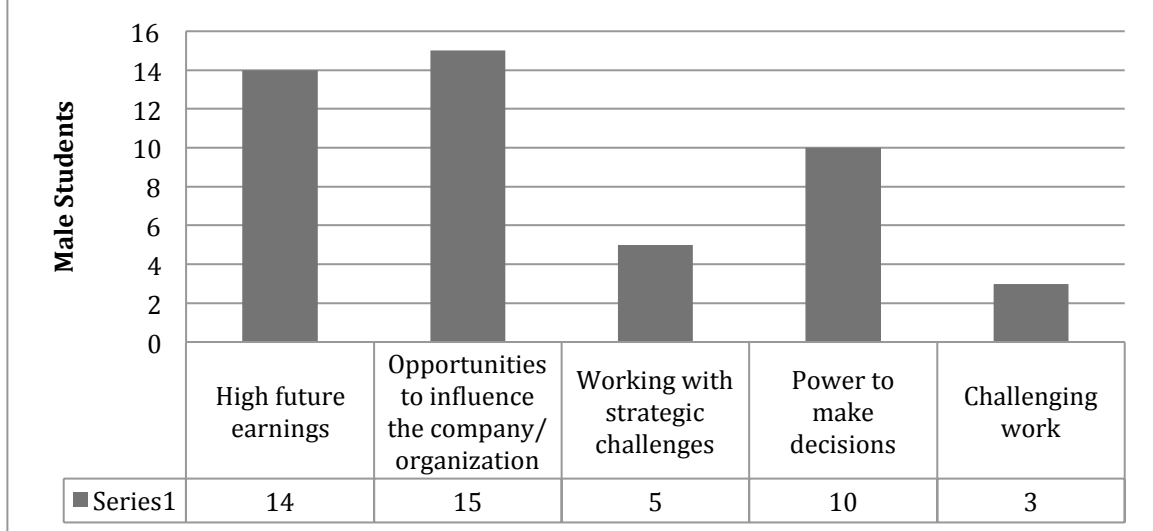 16
14
12
10
8
6
4
2
0
Male Students
High future
earnings
Opportunities
to influence
the company/
organization
Working with
strategic
challenges
Power to
make
decisions
Challenging
work
Series1 14 15 5 10 3